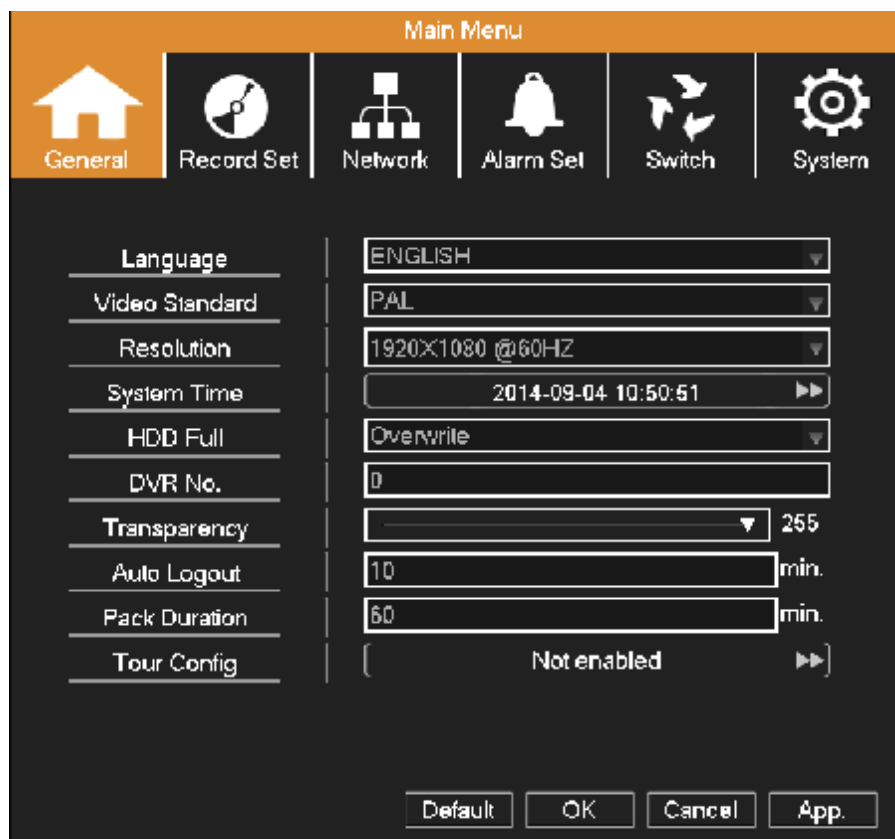 Main Menu
General Record Set Network Alarm Set Switch System
Language ENGLISH
Video Standard PAL
Resolution 1920X1080 @60HZ
System Time 2014-09-04 10:50:51
HDD Full Overwrite
DVR No. 0
Transparency 255
Auto Logout 10 min.
Pack Duration 60 min.
Tour Config Not enabled
Default OK Cancel App.